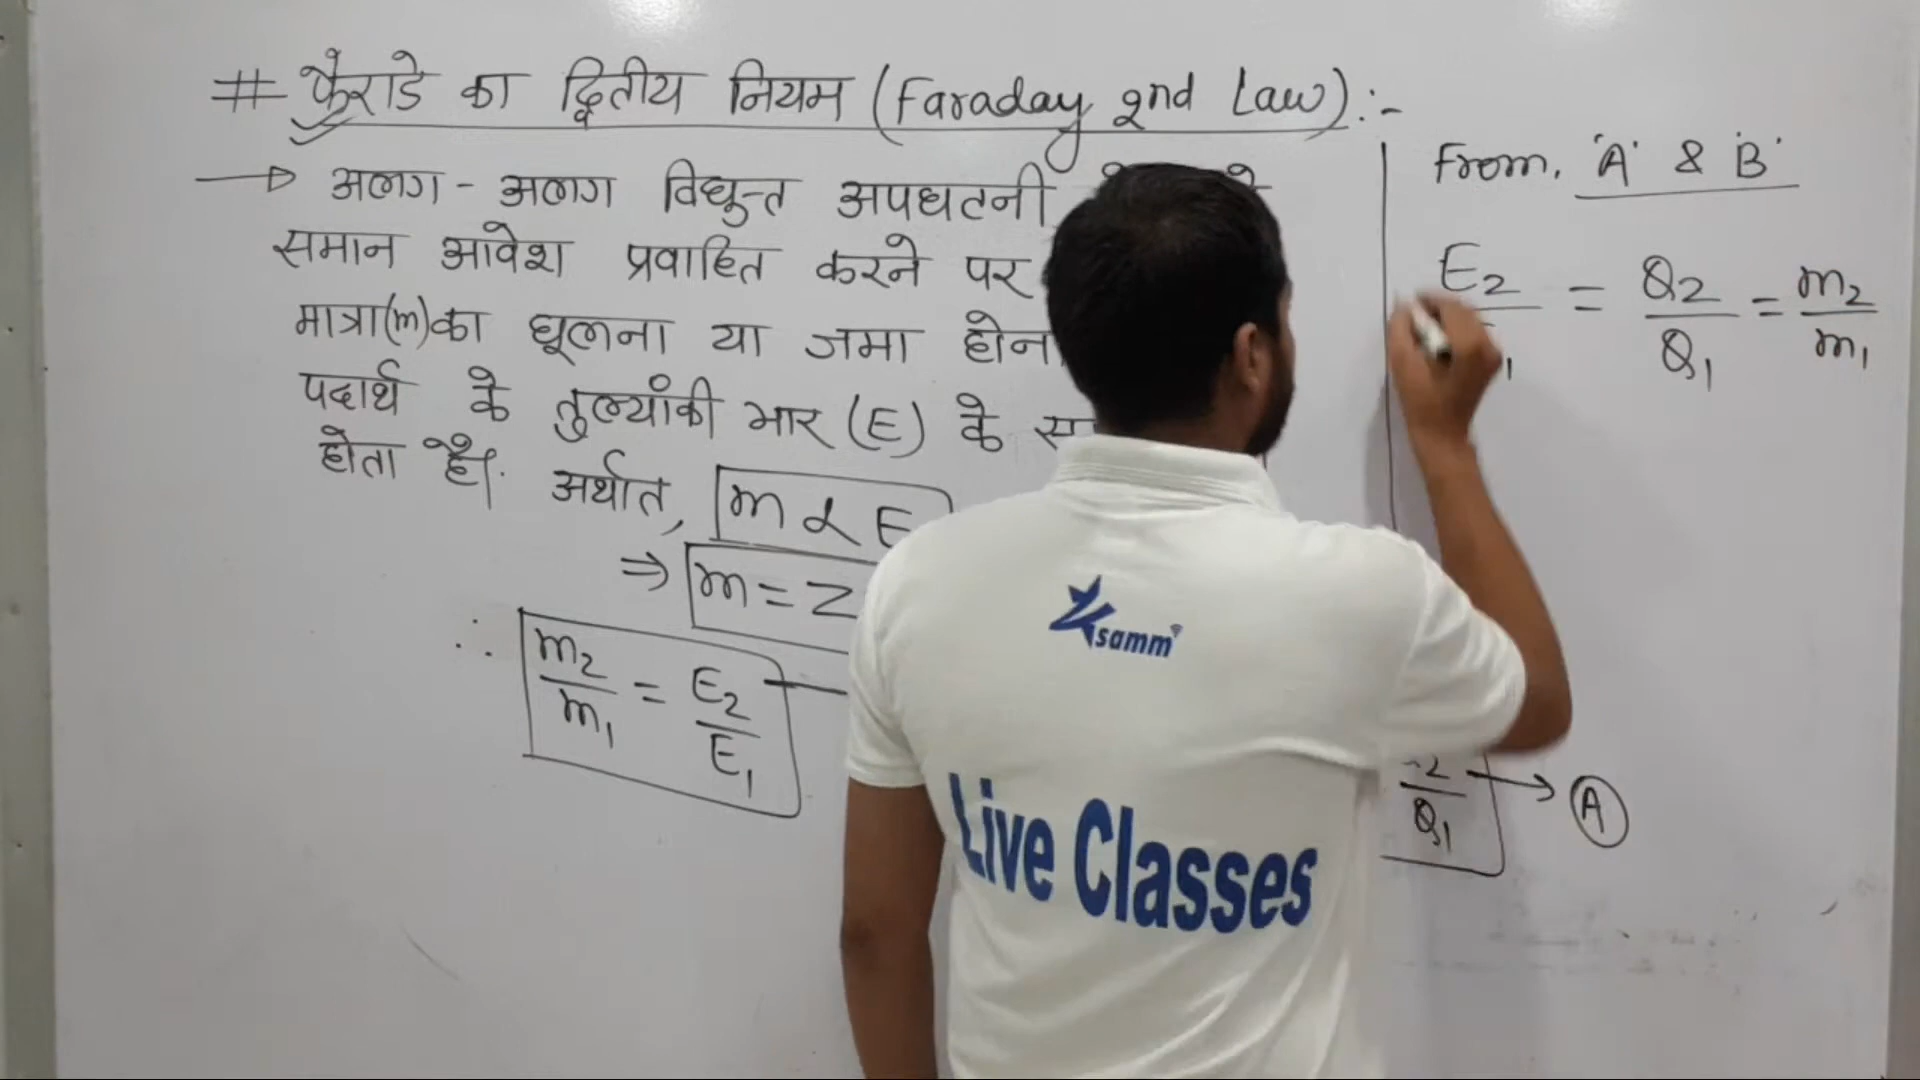 # फैराडे का द्वितीय नियम (Faraday 2nd Law) :-
→ अलग - अलग विधुत्त अपघटनी
समान आवेश प्रवाहित करने पर
मात्रा(m)का धूलना या जमा
पदार्थ के तुल्यांकी भार (E) के
होता है। अर्थात, m α E
⇒ m = Z
∴ m₂/m₁ = E₂/E₁
From, 'A' & 'B'
E₂ = Q₂/Q₁ = m₂/m₁
Q₁ → A
samm
Live Classes